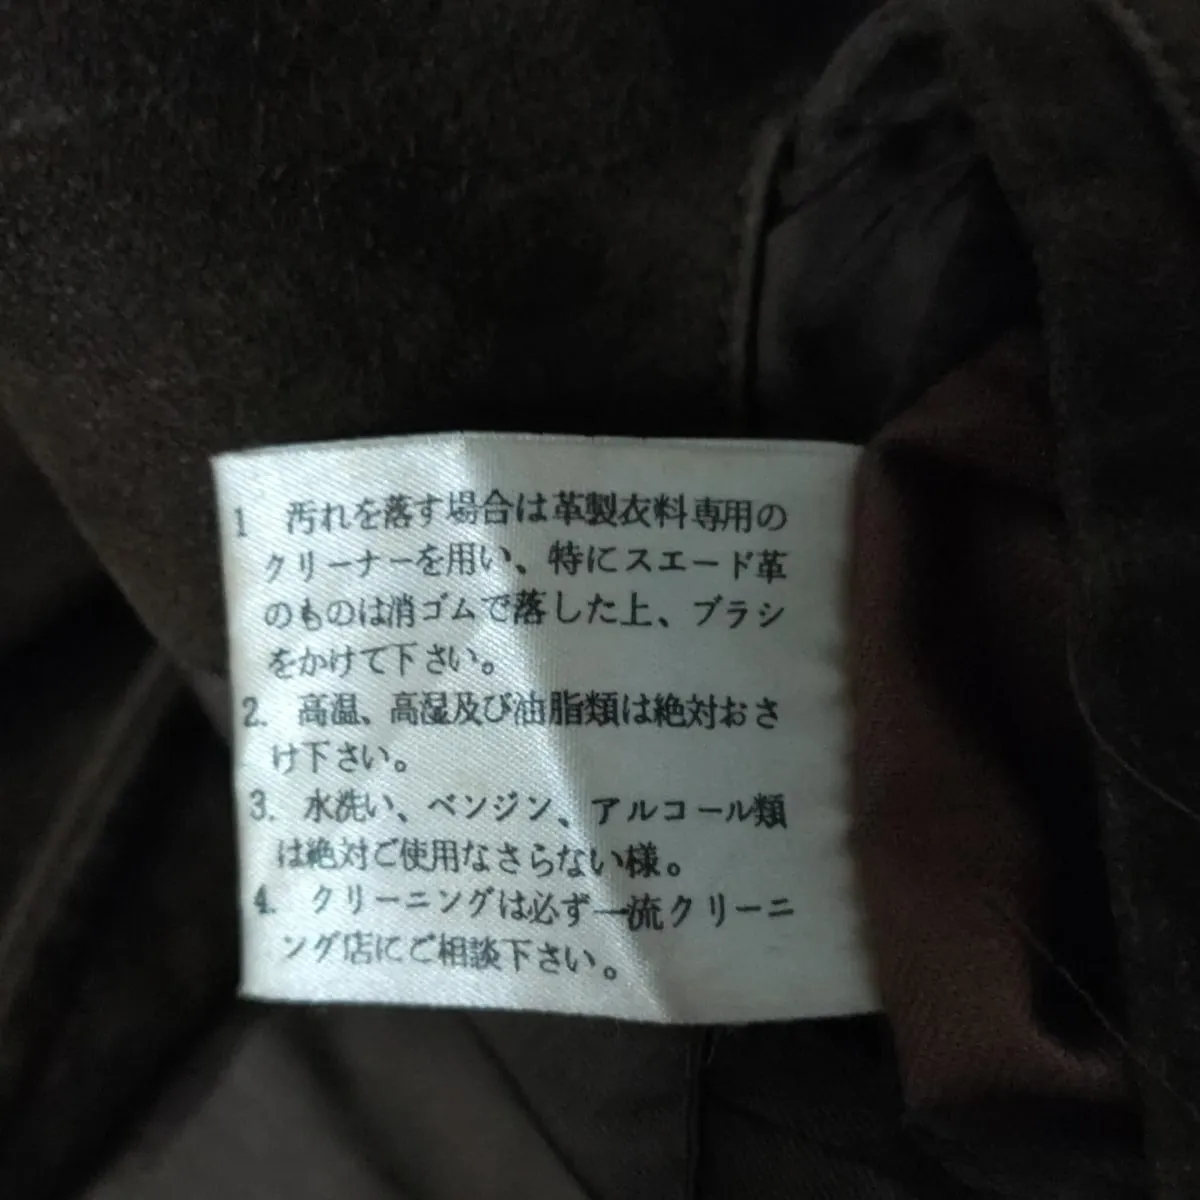 1 汚れを落す場合は革製衣料専用の
クリーナーを用い、特にスエード革
のものは消ゴムで落した上、ブラシ
をかけて下さい。
2. 高温、高湿及び油脂類は絶対おさ
け下さい。
3. 水洗い、ベンジン、アルコール類
は絶対ご使用なさらない様。
4. クリーニングは必ず一流クリーニ
ング店にご相談下さい。